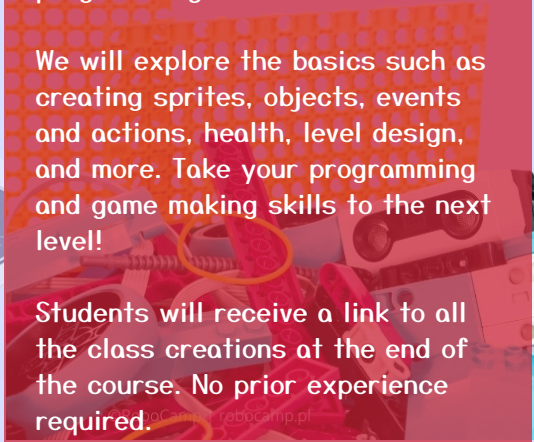 We will explore the basics such as
creating sprites, objects, events
and actions, health, level design,
and more. Take your programming
and game making skills to the next
level!
Students will receive a link to all
the class creations at the end of
the course. No prior experience
required.
robocamp.pl